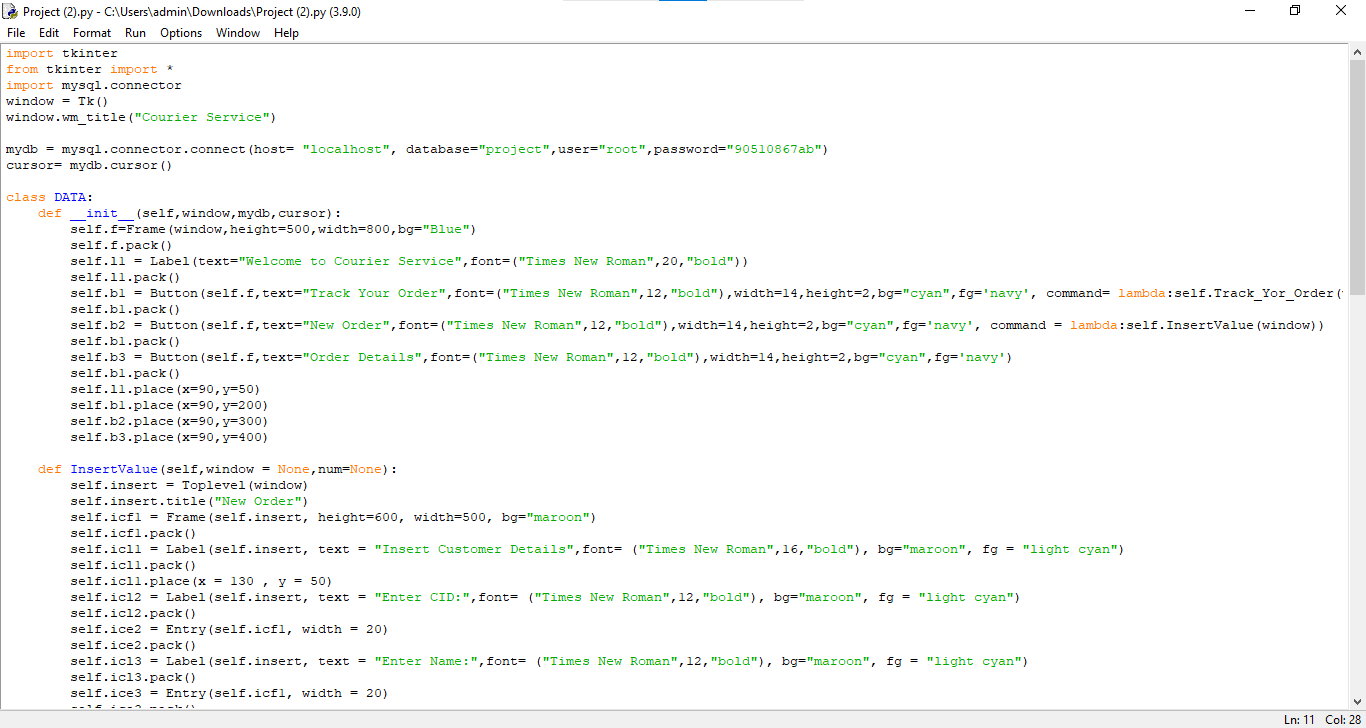 Project (2).py - C:\Users\admin\Downloads\Project (2).py (3.9.0)
File Edit Format Run Options Window Help
import tkinter
from tkinter import *
import mysql.connector
window = Tk()
window.wm_title("Courier Service")

mydb = mysql.connector.connect(host= "localhost", database="project",user="root",password="90510867ab")
cursor= mydb.cursor()

class DATA:
    def __init__(self,window,mydb,cursor):
        self.f=Frame(window,height=500,width=800,bg="Blue")
        self.f.pack()
        self.l1 = Label(text="Welcome to Courier Service",font=("Times New Roman",20,"bold"))
        self.l1.pack()
        self.b1 = Button(self.f,text="Track Your Order",font=("Times New Roman",12,"bold"),width=14,height=2,bg="cyan",fg='navy', command= lambda:self.Track_Yor_Order(
        self.b1.pack()
        self.b2 = Button(self.f,text="New Order",font=("Times New Roman",12,"bold"),width=14,height=2,bg="cyan",fg='navy', command = lambda:self.InsertValue(window))
        self.b1.pack()
        self.b3 = Button(self.f,text="Order Details",font=("Times New Roman",12,"bold"),width=14,height=2,bg="cyan",fg='navy')
        self.b1.pack()
        self.l1.place(x=90,y=50)
        self.b1.place(x=90,y=200)
        self.b2.place(x=90,y=300)
        self.b3.place(x=90,y=400)

    def InsertValue(self,window = None,num=None):
        self.insert = Toplevel(window)
        self.insert.title("New Order")
        self.icf1 = Frame(self.insert, height=600, width=500, bg="maroon")
        self.icf1.pack()
        self.icl1 = Label(self.insert, text = "Insert Customer Details",font= ("Times New Roman",16,"bold"), bg="maroon", fg = "light cyan")
        self.icl1.pack()
        self.icl1.place(x = 130 , y = 50)
        self.icl2 = Label(self.insert, text = "Enter CID:",font= ("Times New Roman",12,"bold"), bg="maroon", fg = "light cyan")
        self.icl2.pack()
        self.ice2 = Entry(self.icf1, width = 20)
        self.ice2.pack()
        self.icl3 = Label(self.insert, text = "Enter Name:",font= ("Times New Roman",12,"bold"), bg="maroon", fg = "light cyan")
        self.icl3.pack()
        self.ice3 = Entry(self.icf1, width = 20)
Ln: 11 Col: 28